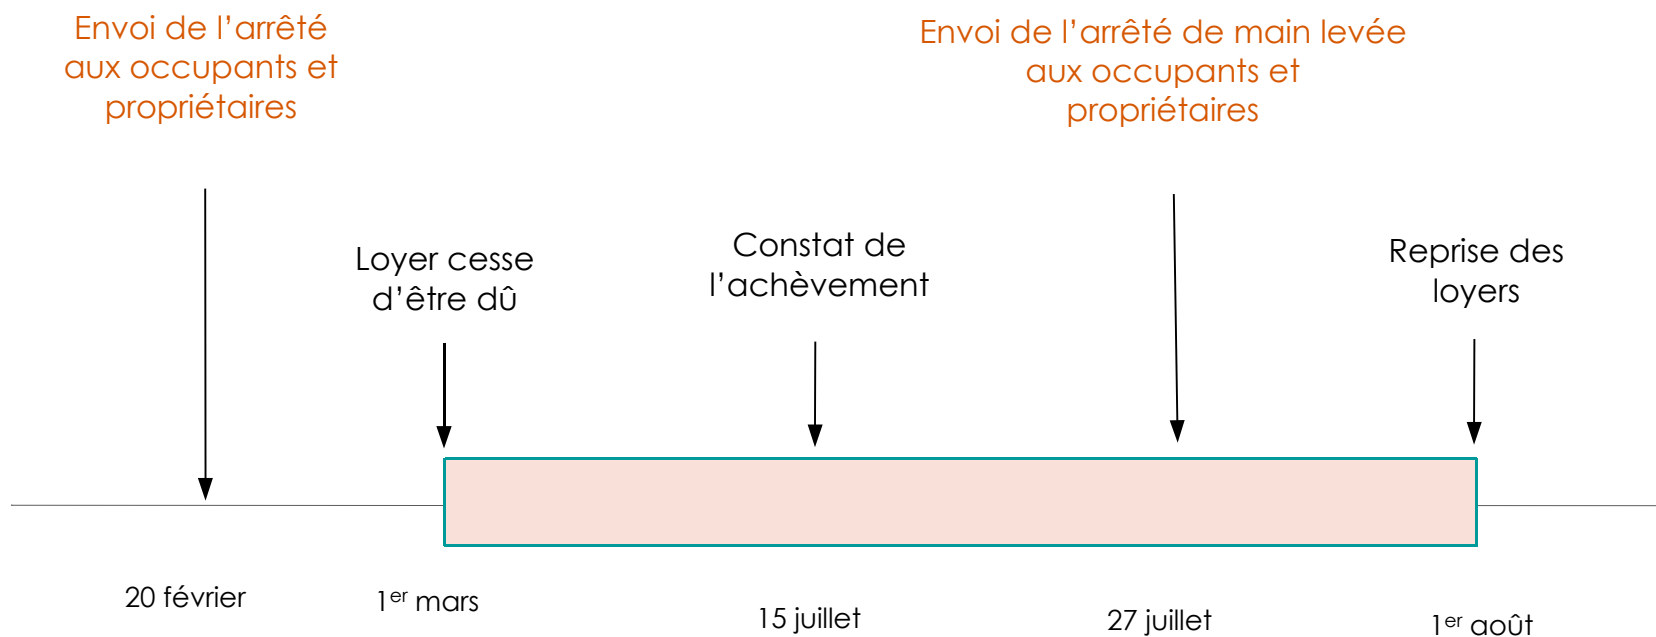 Envoi de l’arrêté
aux occupants et
propriétaires
Envoi de l’arrêté de main levée
aux occupants et
propriétaires
Loyer cesse
d’être dû
Constat de
l’achèvement
Reprise des
loyers
20 février
1er mars
15 juillet
27 juillet
1er août